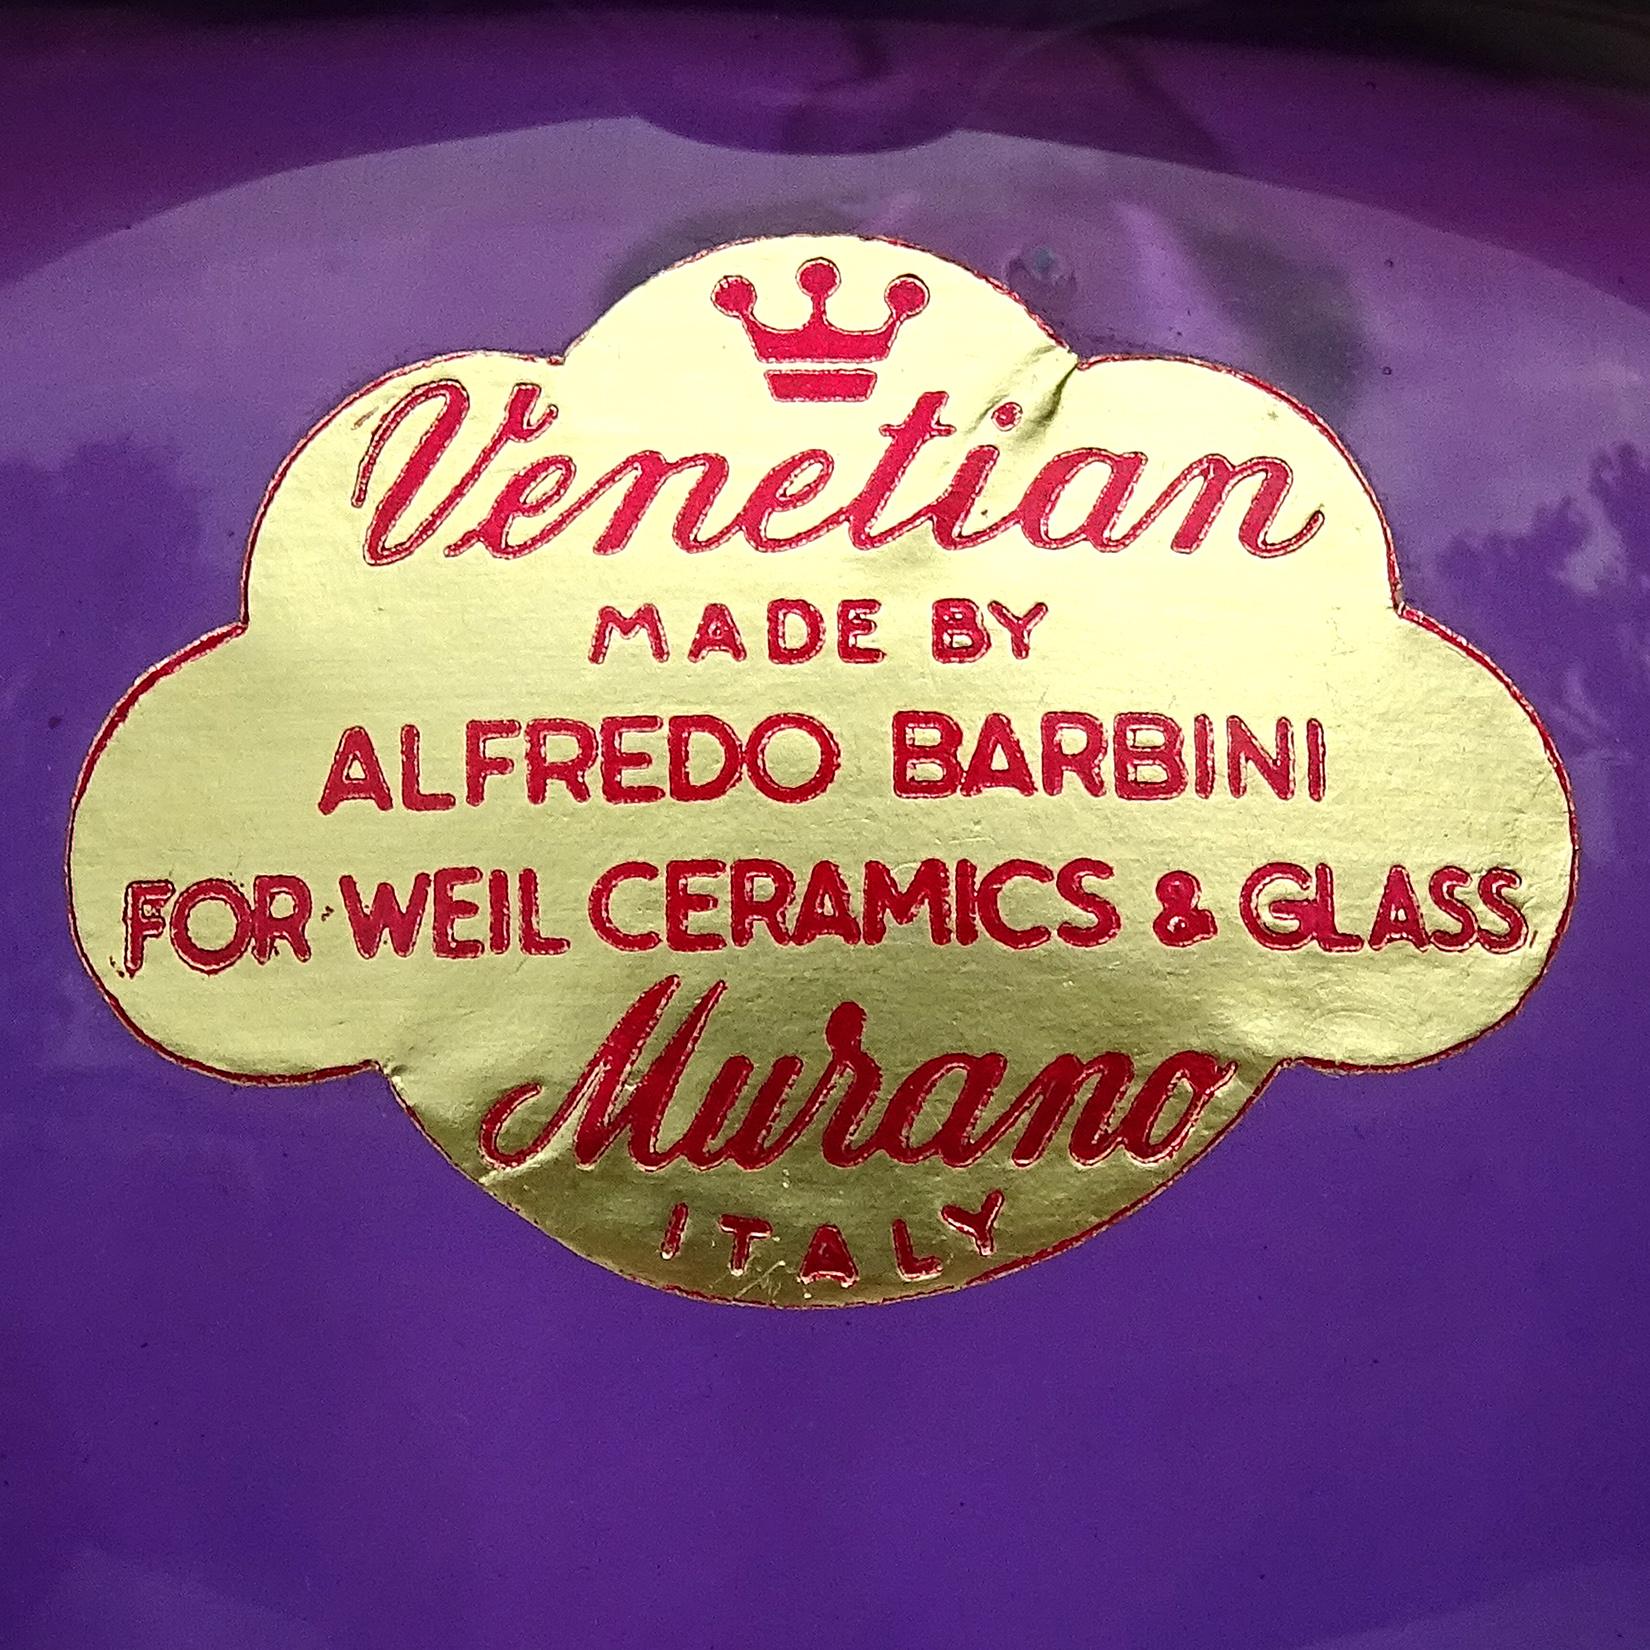 Venetian
MADE BY
ALFREDO BARBINI
FOR WEIL CERAMICS & GLASS
Murano
ITALY